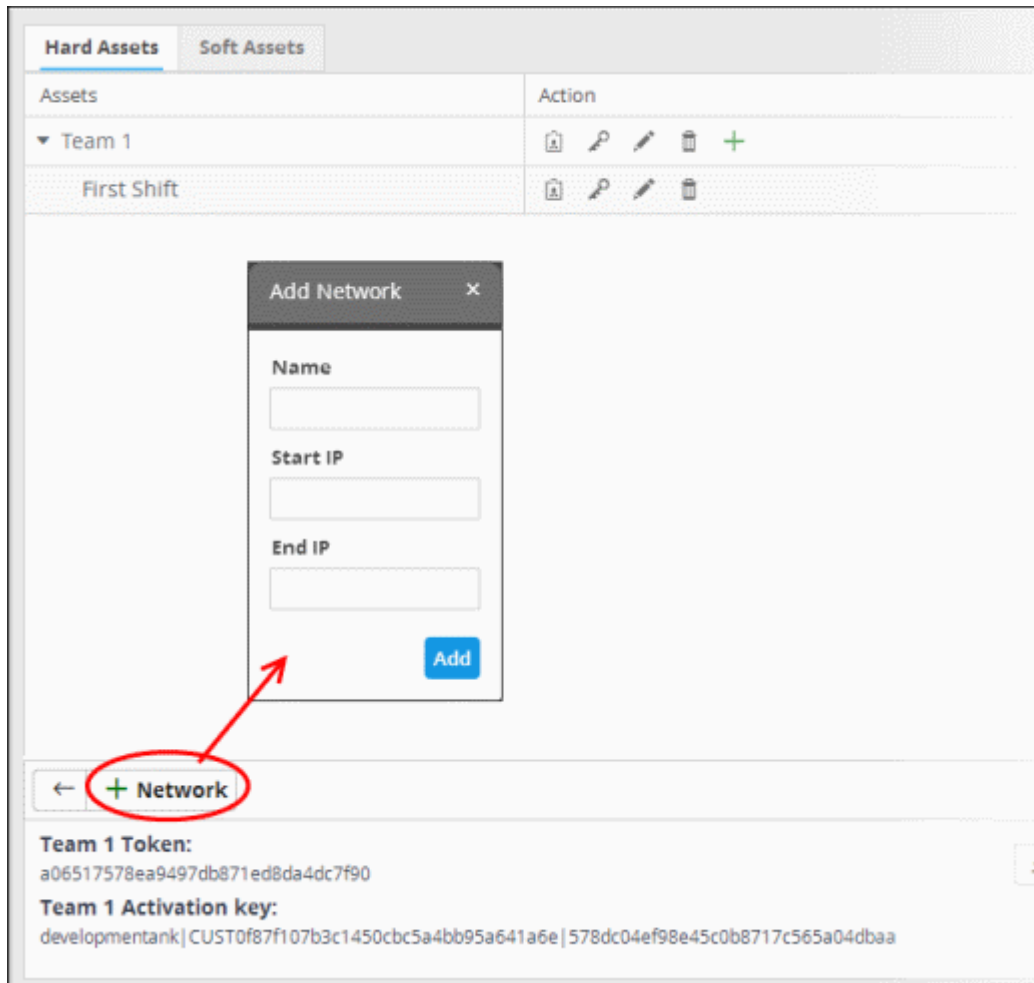 Hard Assets Soft Assets
Assets Action
Team 1
First Shift
Add Network ×
Name
Start IP
End IP
Add
← + Network
Team 1 Token:
a06517578ea9497db871ed8da4dc7f90
Team 1 Activation key:
developmentank|CUST0f87f107b3c1450cbc5a4bb95a641a6e|578dc04ef98e45c0b8717c565a04dbaa